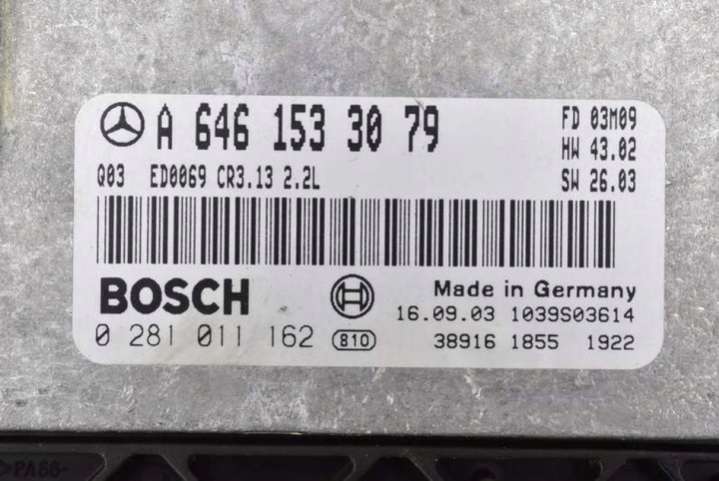 A 646 153 30 79
FD 03M09
HW 43.02
Q03 ED0069 CR3.13 2.2L
SW 26.03
BOSCH
Made in Germany
16.09.03 1039S03614
0 281 011 162 810
38916 1855 1922
>PA66-